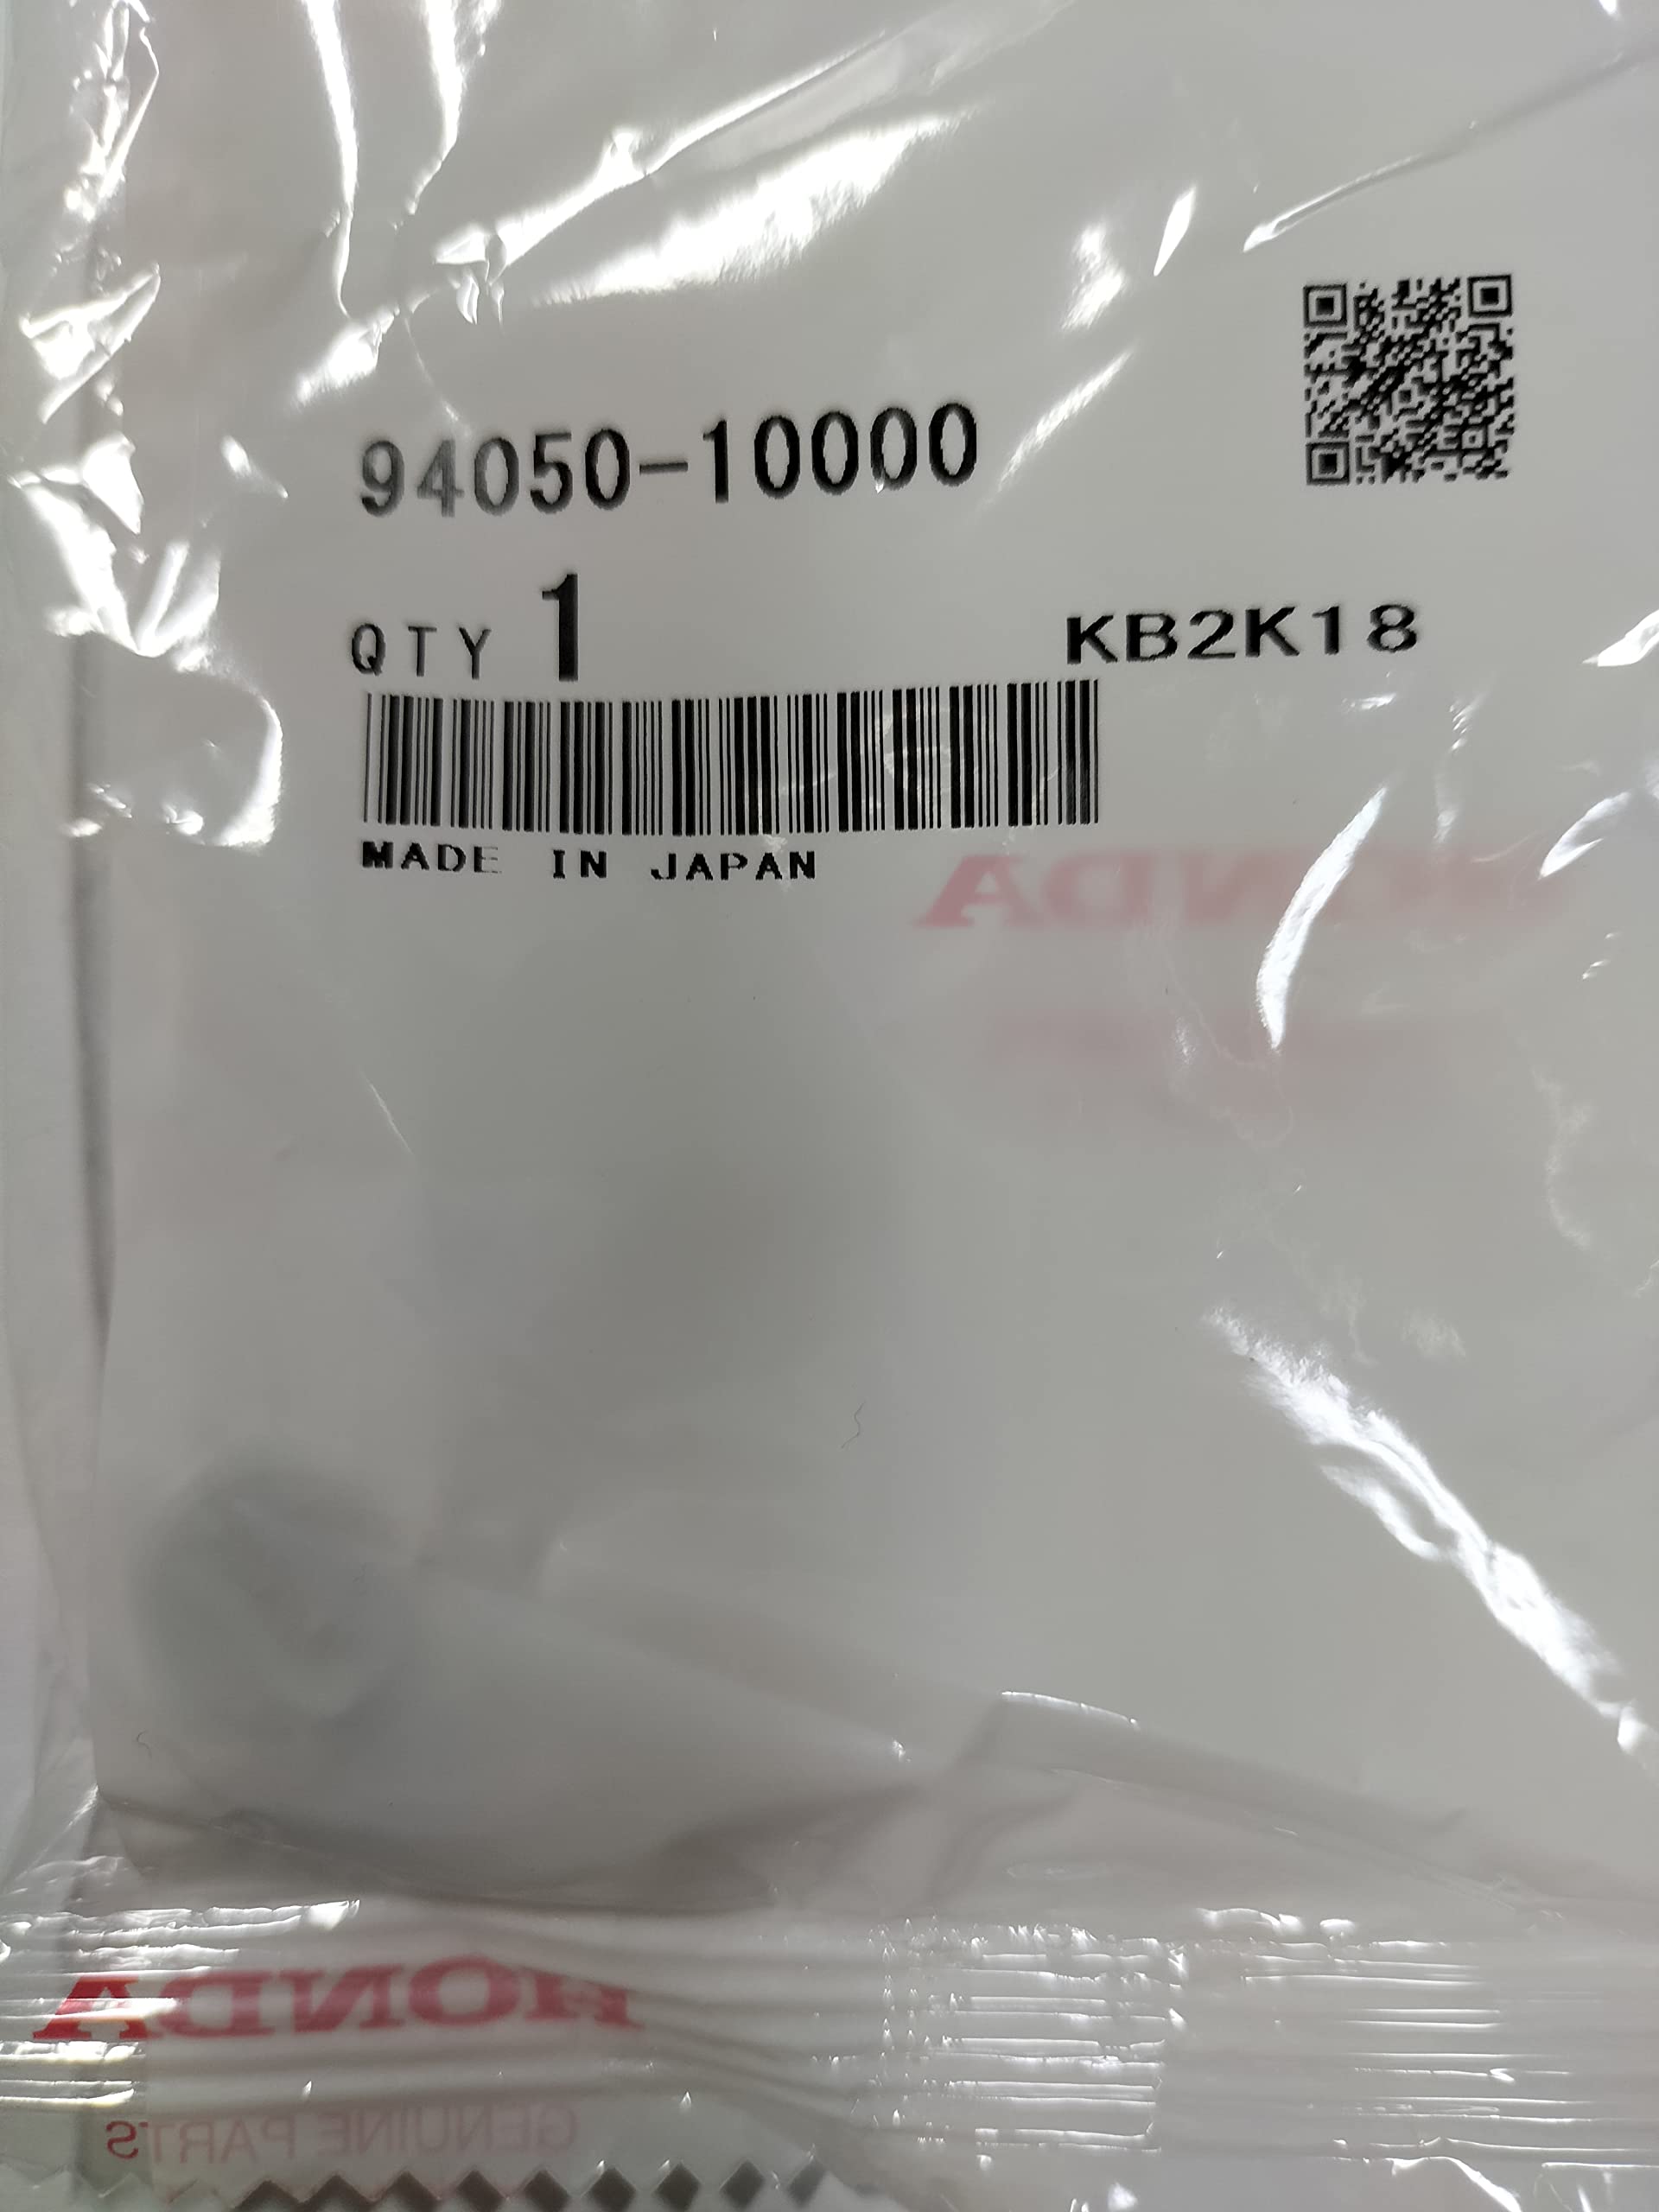 94050-10000
QTY 1
KB2K18
MADE IN JAPAN
HONDA
HONDA
GENUINE PARTS